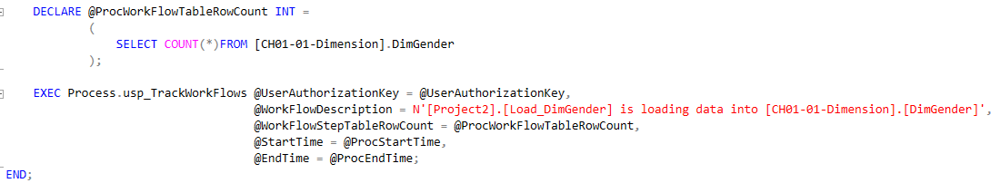 DECLARE @ProcWorkFlowTableRowCount INT =
(
SELECT COUNT(*)FROM [CH01-01-Dimension].DimGender
);
EXEC Process.usp_TrackWorkFlows @UserAuthorizationKey = @UserAuthorizationKey,
@WorkFlowDescription = N'[Project2].[Load_DimGender] is loading data into [CH01-01-Dimension].[DimGender]',
@WorkFlowStepTableRowCount = @ProcWorkFlowTableRowCount,
@StartTime = @ProcStartTime,
@EndTime = @ProcEndTime;
END;